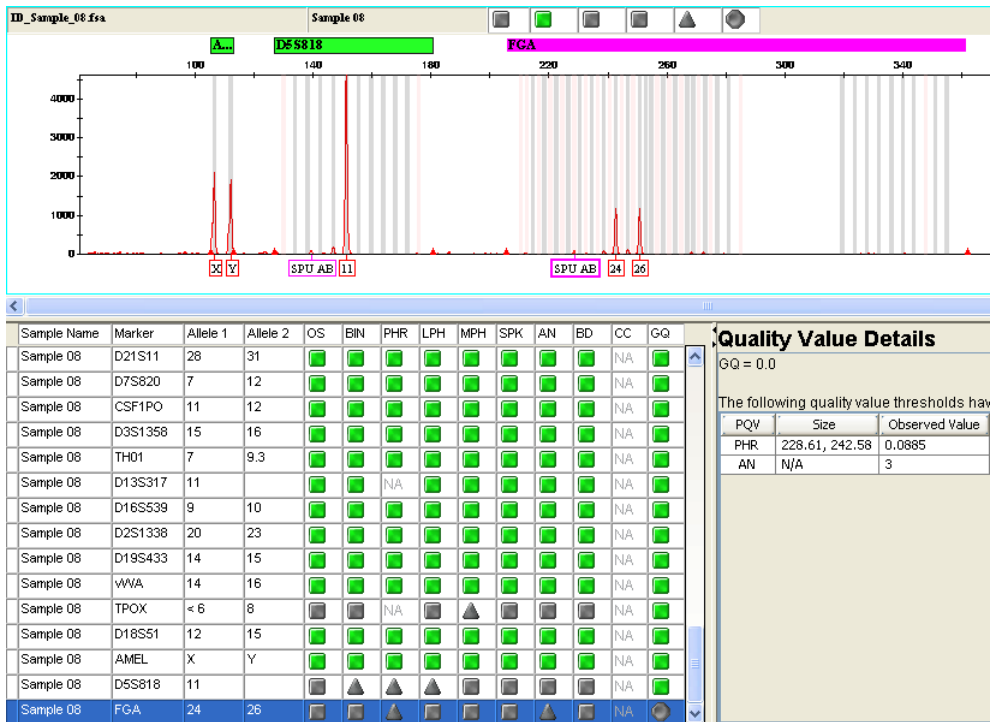 ID_Sample_08.fsa Sample 08
A... D5S818 FGA
100 140 180 220 260 300 340
4000
3000
2000
1000
0
X Y SPU AB 11 SPU AB 24 26
Sample Name Marker Allele 1 Allele 2 OS BIN PHR LPH MPH SPK AN BD CC GQ
Sample 08 D21S11 28 31 NA
Sample 08 D7S820 7 12 NA
Sample 08 CSF1PO 11 12 NA
Sample 08 D3S1358 15 16 NA
Sample 08 TH01 7 9.3 NA
Sample 08 D13S317 11 NA NA
Sample 08 D16S539 9 10 NA
Sample 08 D2S1338 20 23 NA
Sample 08 D19S433 14 15 NA
Sample 08 vWA 14 16 NA
Sample 08 TPOX < 6 8 NA NA
Sample 08 D18S51 12 15 NA
Sample 08 AMEL X Y NA
Sample 08 D5S818 11 NA
Sample 08 FGA 24 26 NA
Quality Value Details
GQ = 0.0
The following quality value thresholds hav
PQV Size Observed Value
PHR 228.61, 242.58 0.0885
AN N/A 3